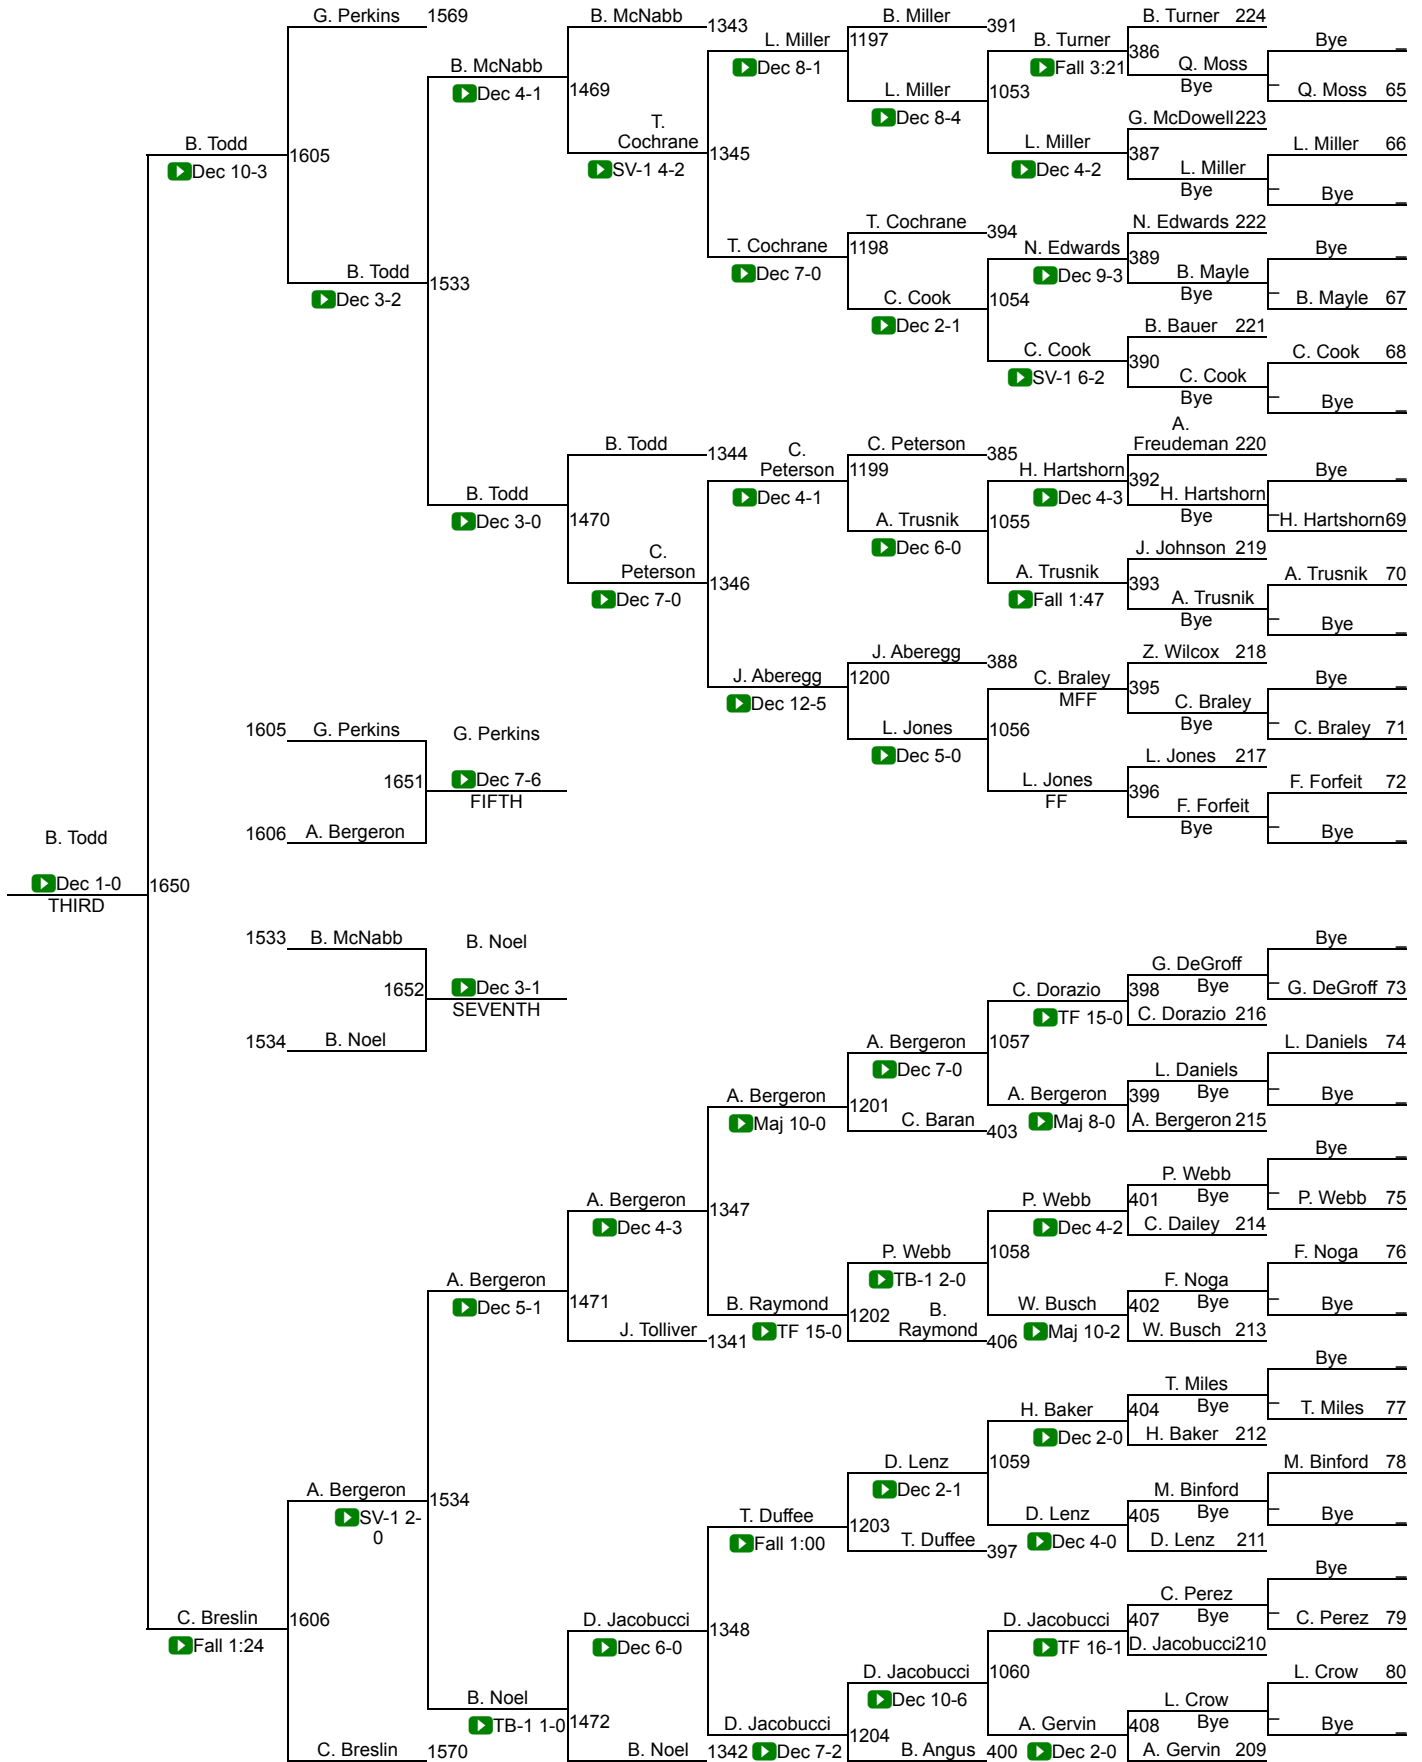 G. Perkins 1569
B. McNabb
B. Miller
B. Turner 224
1343
391
Bye
L. Miller
1197
B. Turner
386
Dec 8-1
Fall 3:21
Q. Moss
B. McNabb
Bye
Dec 4-1
1469
L. Miller
1053
Q. Moss 65
Dec 8-4
T.
Cochrane
G. McDowell 223
B. Todd
1605
1345
L. Miller
387
L. Miller 66
Dec 10-3
SV-1 4-2
Dec 4-2
L. Miller
Bye
Bye
T. Cochrane
394
N. Edwards 222
T. Cochrane
1198
N. Edwards
389
Bye
B. Todd
1533
Dec 7-0
Dec 9-3
B. Mayle
Dec 3-2
C. Cook
1054
Bye
B. Mayle 67
Dec 2-1
B. Bauer 221
C. Cook
390
C. Cook 68
SV-1 6-2
C. Cook
Bye
Bye
A.
Freudeman 220
B. Todd
1344
C.
Peterson
C. Peterson
385
1199
H. Hartshorn
392
Bye
B. Todd
Dec 4-1
Dec 4-3
H. Hartshorn
Dec 3-0
1470
A. Trusnik
1055
Bye
H. Hartshorn 69
Dec 6-0
J. Johnson 219
C.
Peterson
1346
A. Trusnik
393
A. Trusnik 70
Dec 7-0
Fall 1:47
A. Trusnik
Bye
Bye
J. Aberegg
388
Z. Wilcox 218
J. Aberegg
1200
C. Braley
395
Bye
Dec 12-5
MFF
C. Braley
1605 G. Perkins
G. Perkins
L. Jones
1056
Bye
C. Braley 71
Dec 5-0
L. Jones 217
1651
Dec 7-6
FIFTH
L. Jones
396
F. Forfeit 72
FF
F. Forfeit
1606 A. Bergeron
Bye
Bye
B. Todd
Dec 1-0
1650
THIRD
1533 B. McNabb
B. Noel
Bye
G. DeGroff
1652
Dec 3-1
C. Dorazio
398
Bye
G. DeGroff 73
SEVENTH
TF 15-0
C. Dorazio 216
1534 B. Noel
A. Bergeron
1057
L. Daniels 74
Dec 7-0
L. Daniels
A. Bergeron
1201
A. Bergeron
399
Bye
Bye
Maj 10-0
C. Baran
403
Maj 8-0
A. Bergeron 215
Bye
P. Webb
A. Bergeron
1347
P. Webb
401
Bye
P. Webb 75
Dec 4-3
Dec 4-2
C. Dailey 214
P. Webb
1058
F. Noga 76
A. Bergeron
TB-1 2-0
F. Noga
Dec 5-1
1471
B. Raymond
1202
B.
Raymond
W. Busch
402
Bye
Bye
J. Tolliver
1341
TF 15-0
406
Maj 10-2
W. Busch 213
Bye
T. Miles
H. Baker
404
Bye
T. Miles 77
Dec 2-0
H. Baker 212
D. Lenz
1059
M. Binford 78
A. Bergeron
1534
Dec 2-1
M. Binford
SV-1 2-
0
T. Duffee
1203
D. Lenz
405
Bye
Bye
Fall 1:00
T. Duffee
397
Dec 4-0
D. Lenz 211
Bye
C. Perez
C. Breslin
1606
D. Jacobucci
1348
D. Jacobucci
407
Bye
C. Perez 79
Fall 1:24
Dec 6-0
TF 16-1
D. Jacobucci 210
D. Jacobucci
1060
L. Crow 80
B. Noel
Dec 10-6
L. Crow
TB-1 1-0
1472
D. Jacobucci
1204
A. Gervin
408
Bye
Bye
C. Breslin 1570
B. Noel 1342
Dec 7-2
B. Angus 400
Dec 2-0
A. Gervin 209